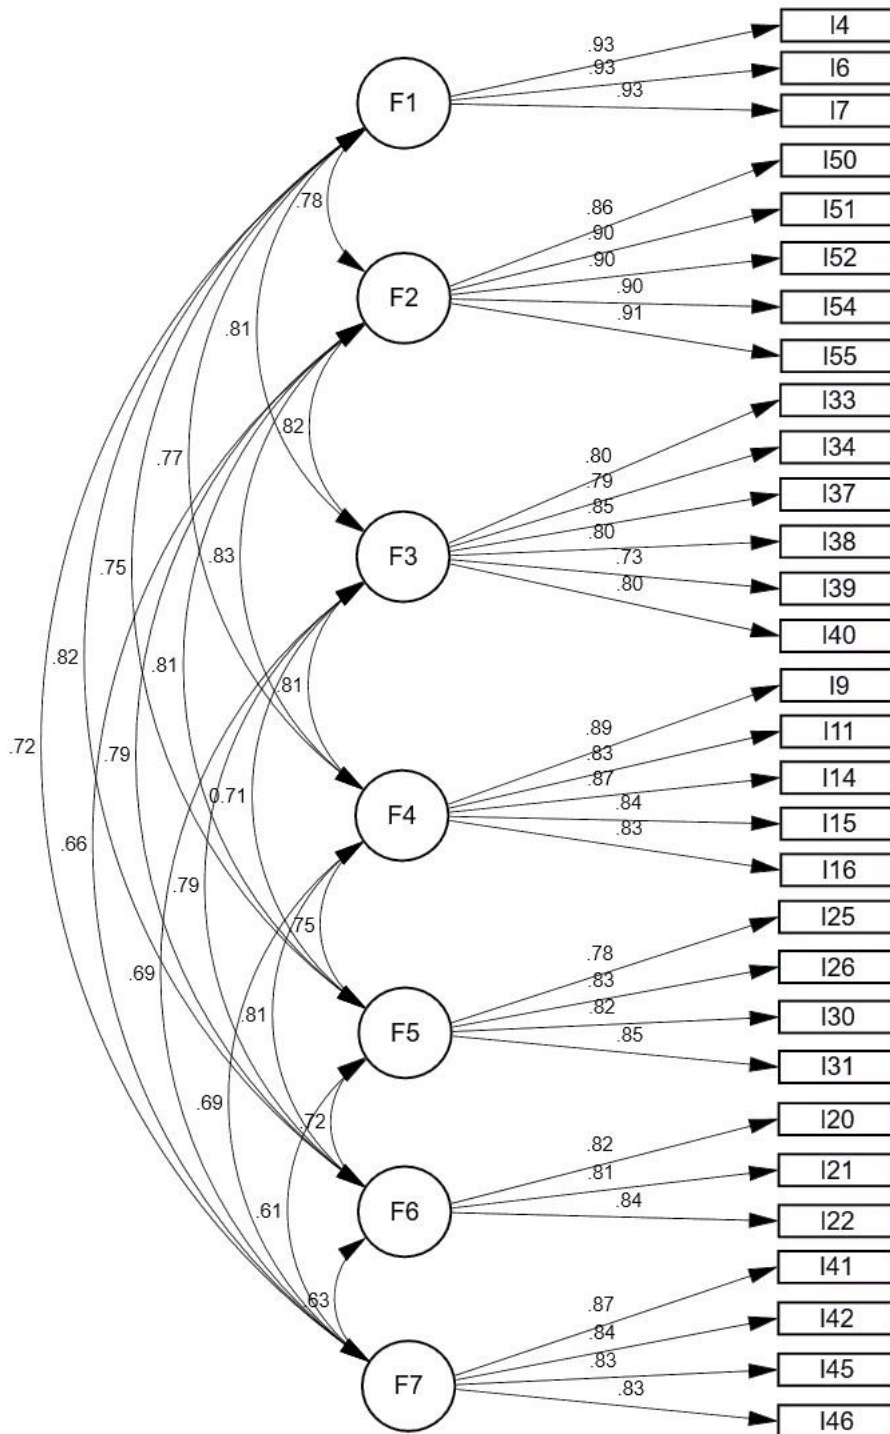 I4
.93
I6
.93
F1
.93
I7
I50
.78
.86
I51
.90
I52
.90
F2
.90
I54
.91
.81
I55
I33
.82
.80
I34
.77
.79
I37
.85
.80
I38
.83
F3
.73
.75
.80
I39
I40
.82
.81
.81
I9
.89
I11
.72
.79
.83
I14
.87
0.71
.84
F4
I15
.83
.66
I16
.79
I25
.75
.78
I26
.69
.83
.82
I30
.81
F5
.85
I31
.69
.72
I20
.82
I21
.81
.61
F6
.84
I22
I41
.63
.87
I42
.84
.83
I45
F7
.83
I46